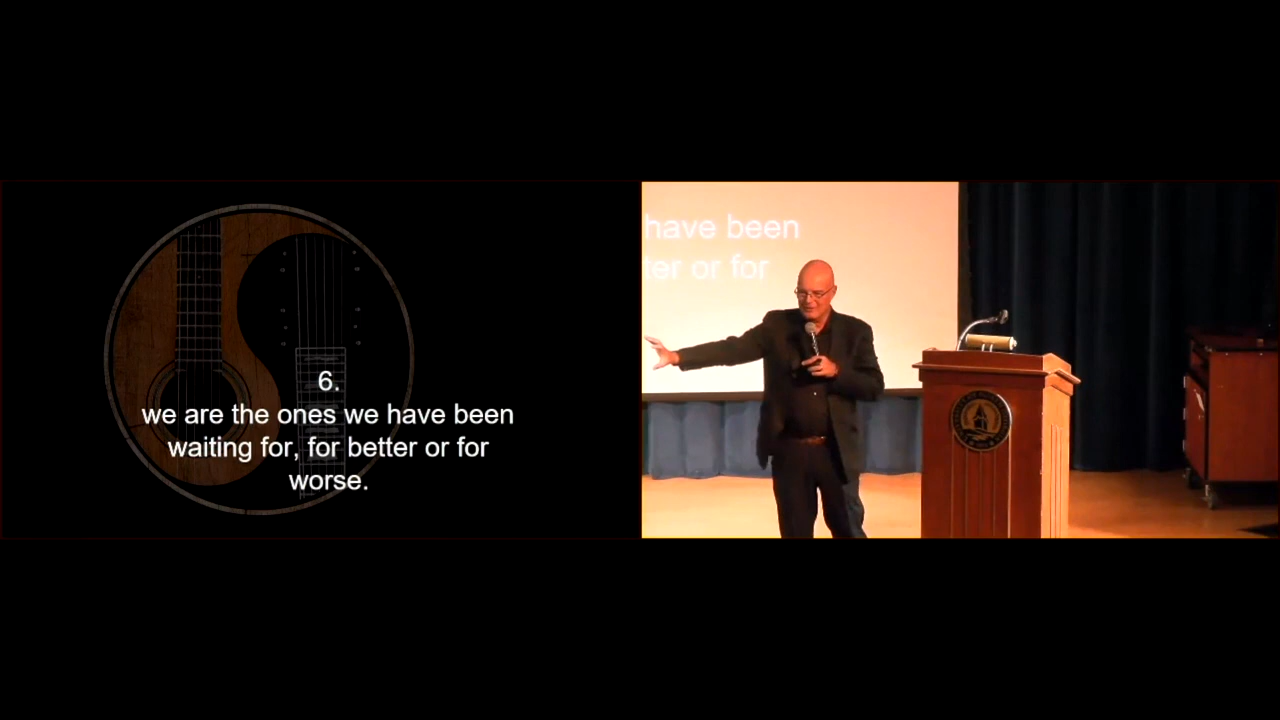 6.
we are the ones we have been
waiting for, for better or for
worse.
have been
ter or for